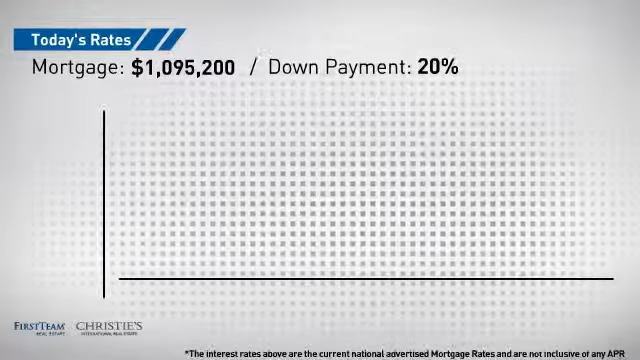 Today's Rates
Mortgage: $1,095,200 / Down Payment: 20%
FIRSTTEAM CHRISTIE'S
REAL ESTATE INTERNATIONAL REAL ESTATE
*The interest rates above are the current national advertised Mortgage Rates and are not inclusive of any APR